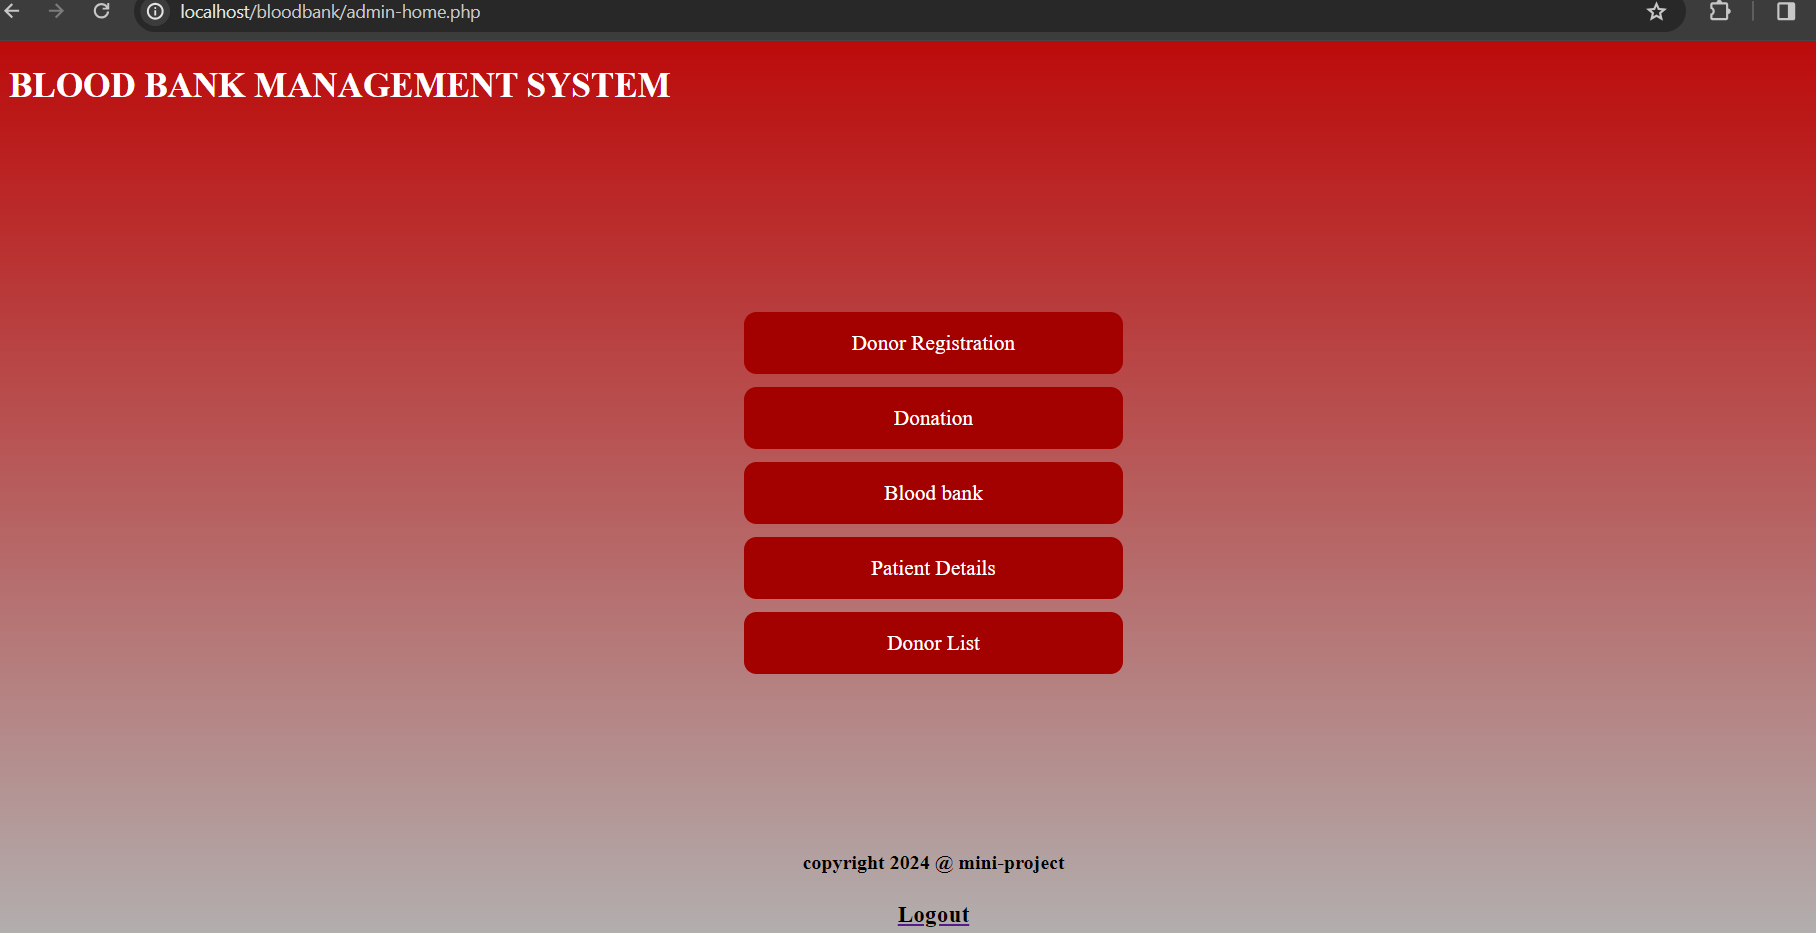 localhost/bloodbank/admin-home.php
BLOOD BANK MANAGEMENT SYSTEM
Donor Registration
Donation
Blood bank
Patient Details
Donor List
copyright 2024 @ mini-project
Logout